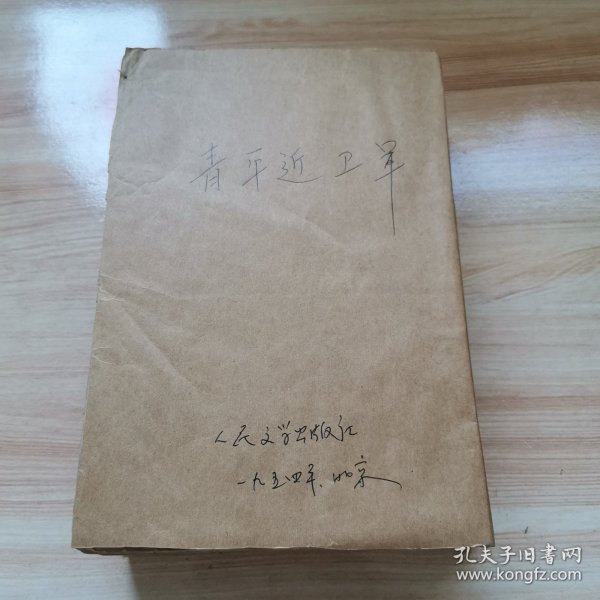 青年近卫军
人民文学出版社
一九五四年、北京
孔夫子旧书网
www.kongfz.com